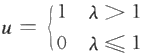 u = { 1 λ > 1
0 λ ⩽ 1